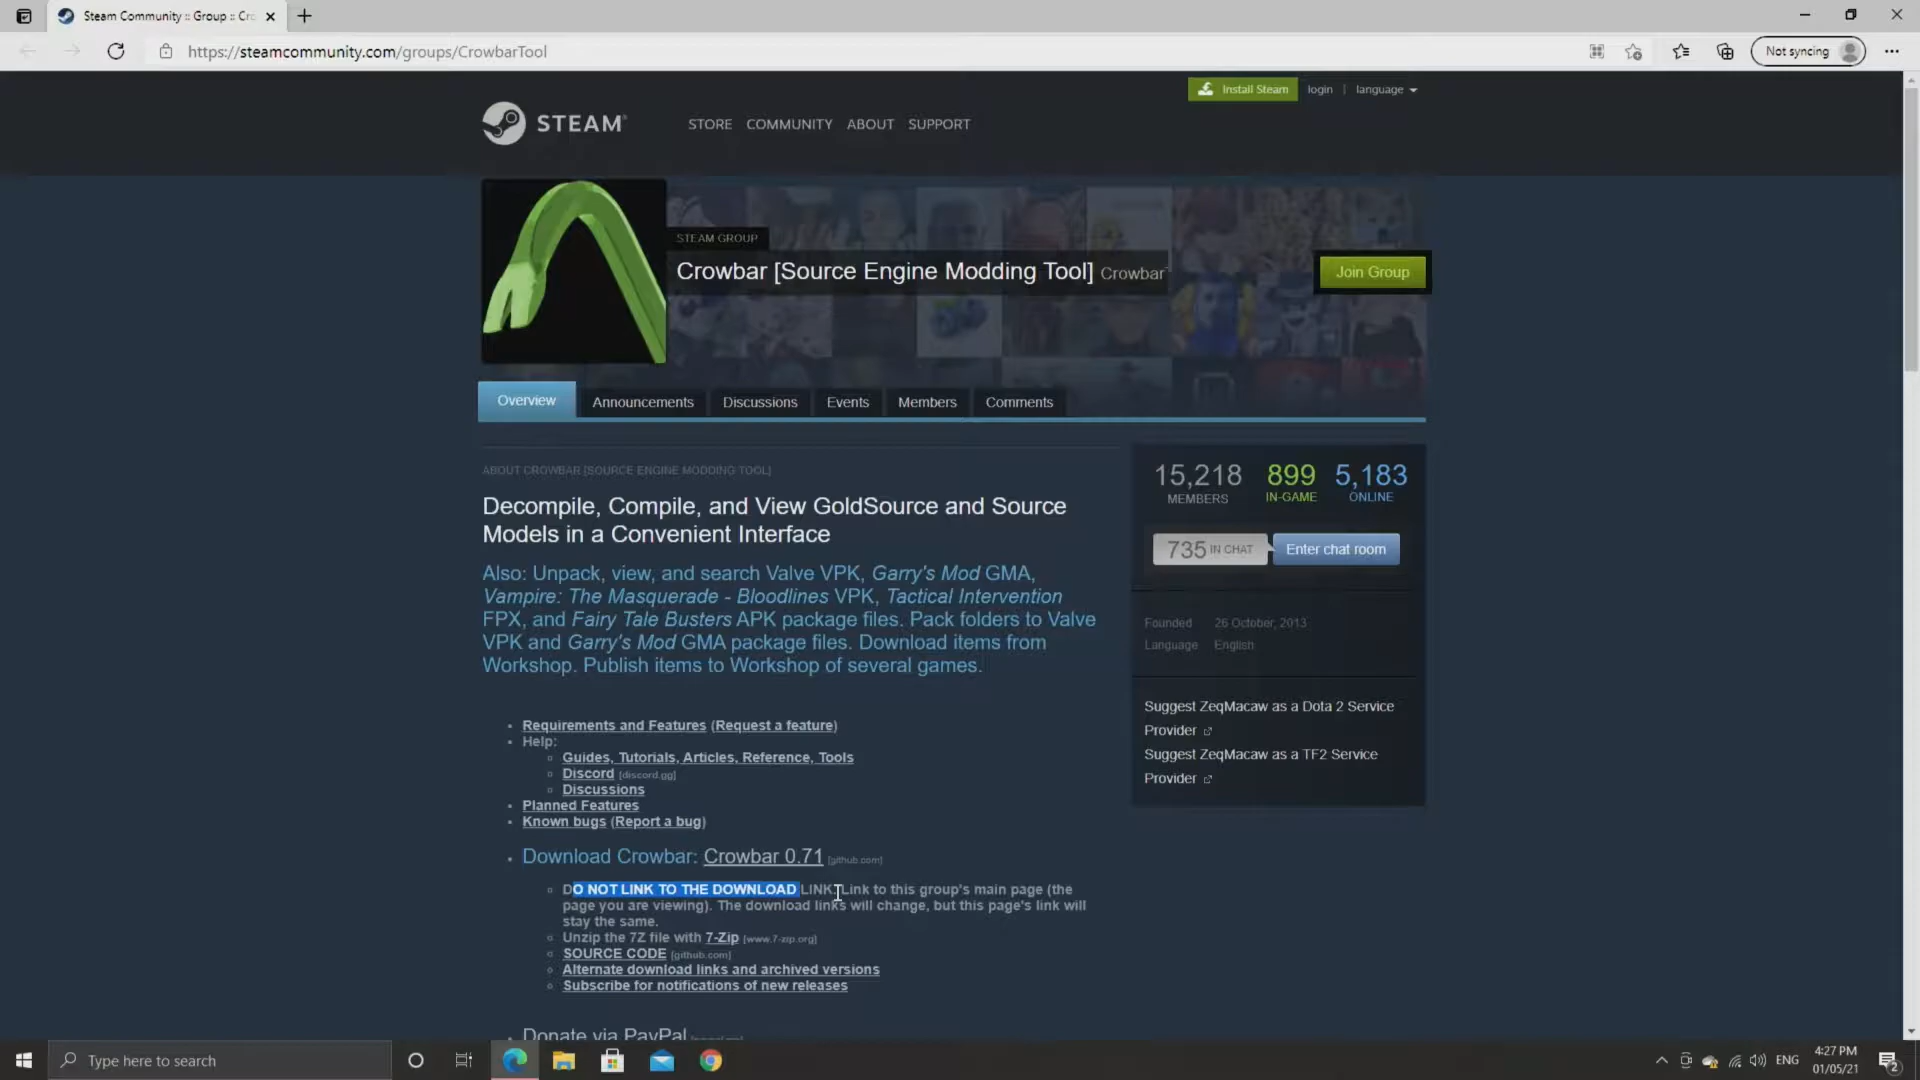 Steam Community :: Group :: Cro
https://steamcommunity.com/groups/CrowbarTool
Not syncing
Install Steam
login
|
language
STEAM
STORE
COMMUNITY
ABOUT
SUPPORT
STEAM GROUP
Crowbar [Source Engine Modding Tool] Crowbar
Join Group
Overview
Announcements
Discussions
Events
Members
Comments
ABOUT CROWBAR [SOURCE ENGINE MODDING TOOL]
Decompile, Compile, and View GoldSource and Source
Models in a Convenient Interface
Also: Unpack, view, and search Valve VPK, Garry's Mod GMA,
Vampire: The Masquerade - Bloodlines VPK, Tactical Intervention
FPX, and Fairy Tale Busters APK package files. Pack folders to Valve
VPK and Garry's Mod GMA package files. Download items from
Workshop. Publish items to Workshop of several games.
Requirements and Features (Request a feature)
Help:
Guides, Tutorials, Articles, Reference, Tools
Discord [discord.gg]
Discussions
Planned Features
Known bugs (Report a bug)
Download Crowbar: Crowbar 0.71 [github.com]
DO NOT LINK TO THE DOWNLOAD LINK. Link to this group's main page (the
page you are viewing). The download links will change, but this page's link will
stay the same.
Unzip the 7Z file with 7-Zip [www.7-zip.org]
SOURCE CODE [github.com]
Alternate download links and archived versions
Subscribe for notifications of new releases
Donate via PayPal
15,218 899 5,183
MEMBERS IN-GAME ONLINE
735 IN CHAT
Enter chat room
Founded 26 October, 2013
Language English
Suggest ZeqMacaw as a Dota 2 Service
Provider
Suggest ZeqMacaw as a TF2 Service
Provider
Type here to search
ENG
4:27 PM
01/05/21
2